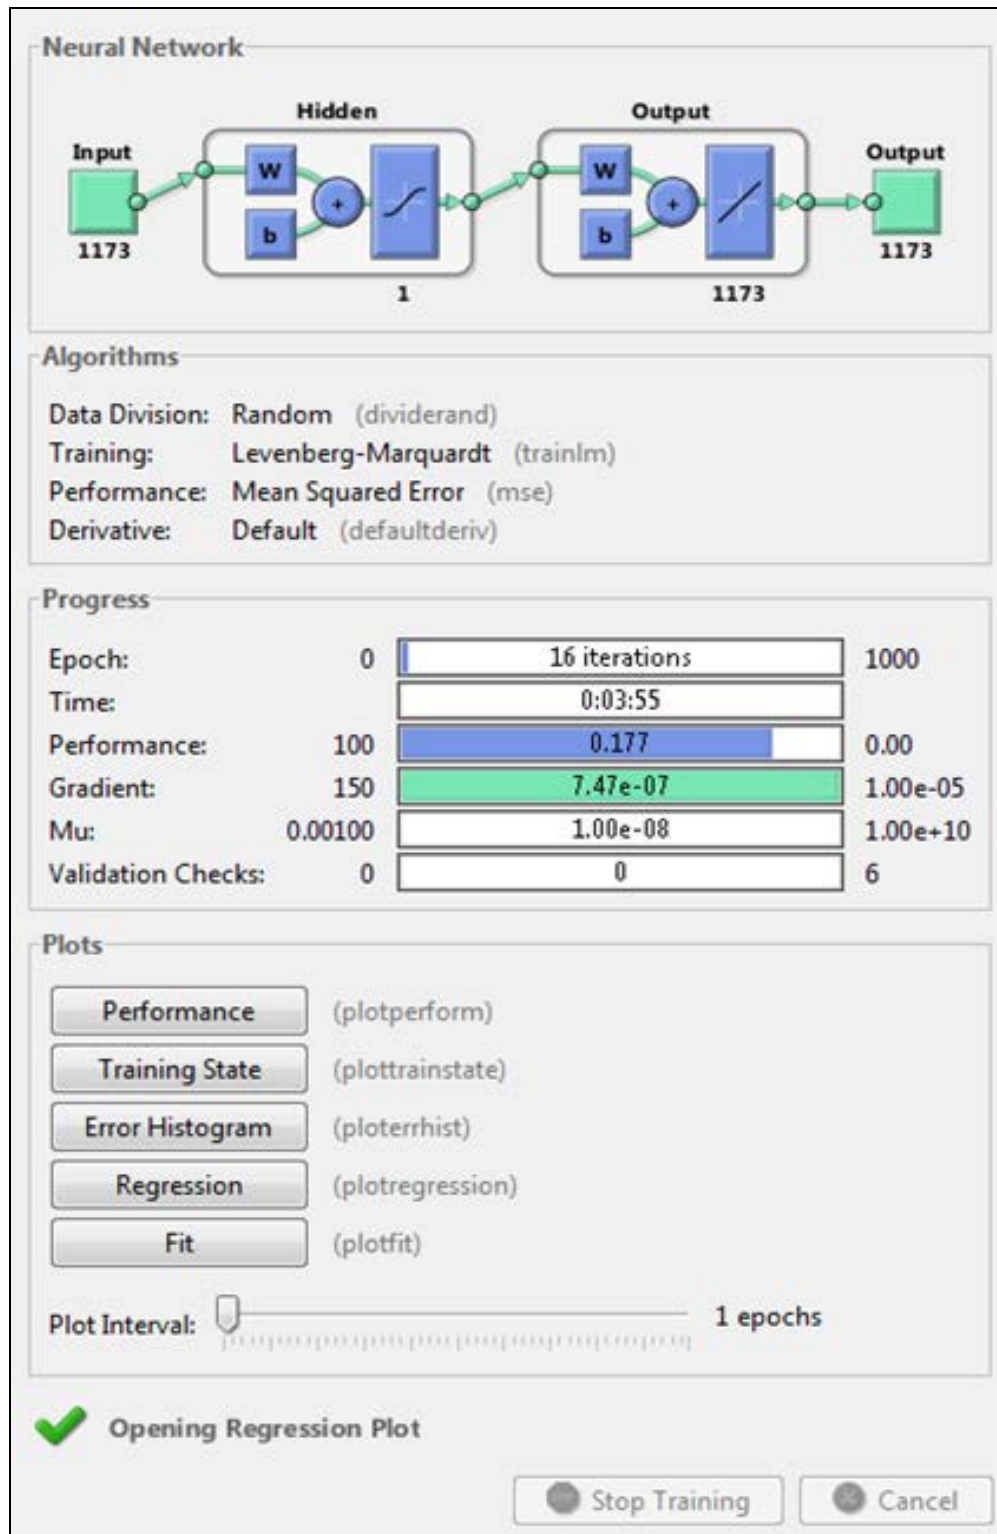 Neural Network
Hidden Output
Input Output
W W
+ +
b b
1173 1173
1 1173
Algorithms
Data Division: Random (dividerand)
Training: Levenberg-Marquardt (trainlm)
Performance: Mean Squared Error (mse)
Derivative: Default (defaultderiv)
Progress
Epoch: 0 16 iterations 1000
Time: 0:03:55
Performance: 100 0.177 0.00
Gradient: 150 7.47e-07 1.00e-05
Mu: 0.00100 1.00e-08 1.00e+10
Validation Checks: 0 0 6
Plots
Performance (plotperform)
Training State (plottrainstate)
Error Histogram (ploterrhist)
Regression (plotregression)
Fit (plotfit)
Plot Interval: 1 epochs
Opening Regression Plot
Stop Training Cancel